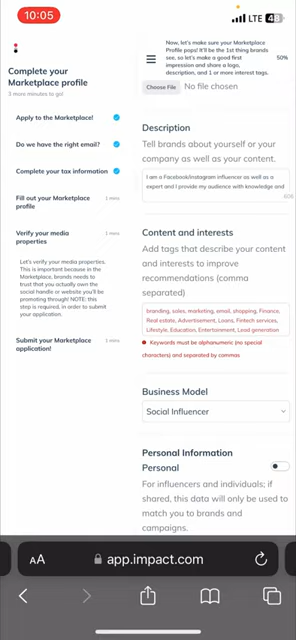 10:05
LTE 48
Complete your
Marketplace profile
3 more minutes to go!
Apply to the Marketplace!
Do we have the right email?
Complete your tax information
Fill out your Marketplace
profile
1 mins
Verify your media
properties
2 mins
Let's verify your media properties.
This is important because in the
Marketplace, brands needs to
trust that you actually own the
social handle or website you'll be
promoting through! NOTE: this
step is required, in order to submit
your application.
Submit your Marketplace
application!
Now, let's make sure your Marketplace
Profile pops! It'll be the 1st thing brands
see, so let's make a good first
impression and share a logo,
description, and 1 or more interest tags.
50%
Choose File No file chosen
Description
Tell brands about yourself or your
company as well as your content.
I am a Facebook/Instagram influencer as well as a
expert and I provide my audience with knowledge and
Content and interests
Add tags that describe your content
and interests to improve
recommendations (comma
separated)
branding, sales, marketing, email, shopping, Finance,
Real estate, Advertisement, Loans, Fintech services,
Lifestyle, Education, Entertainment, Lead generation
Keywords must be alphanumeric (no special
characters) and separated by commas
Business Model
Social Influencer
Personal Information
Personal
For influencers and individuals; if
shared, this data will only be used to
match you to brands and
campaigns.
AA app.impact.com